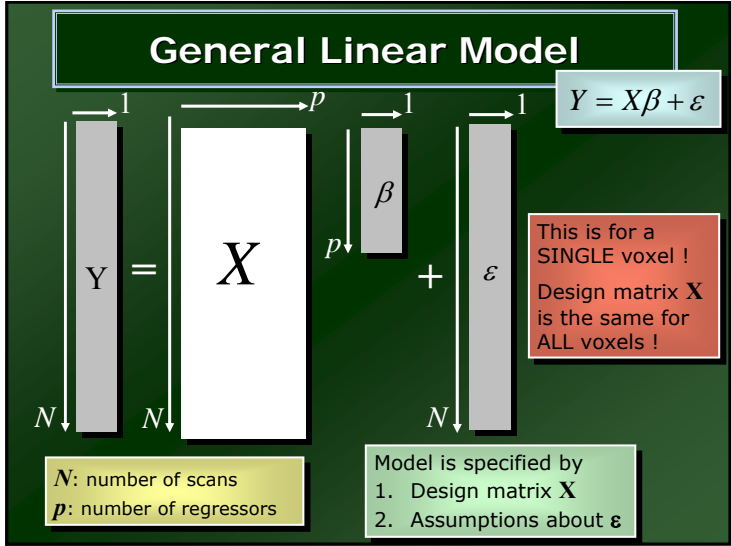 General Linear Model
Y = Xβ + ε
1
p
1
1
Y
=
X
β
p
+
ε
N
N
N
This is for a
SINGLE voxel !
Design matrix X
is the same for
ALL voxels !
N: number of scans
p: number of regressors
Model is specified by
1. Design matrix X
2. Assumptions about ε